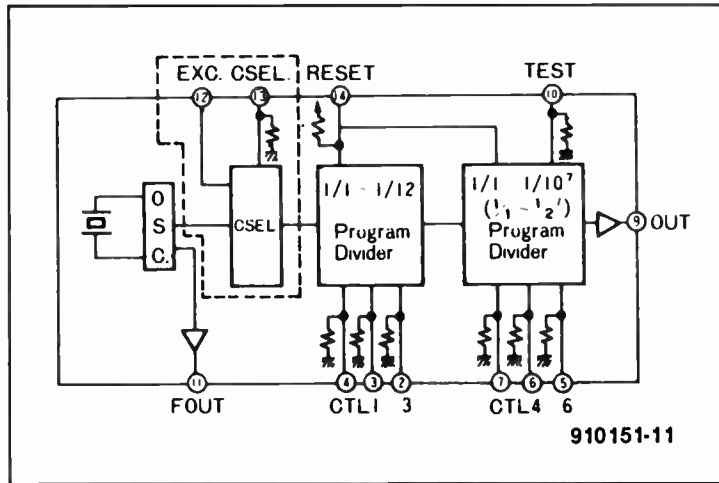 EXC. CSEL. RESET TEST
12 13 14 10
O
S
C.
CSEL
1/1 ~ 1/12
Program
Divider
1/1 1/10⁷
Program
Divider
9 OUT
11 4 3 2 7 6 5
FOUT CTL1 3 CTL4 6
910151-11